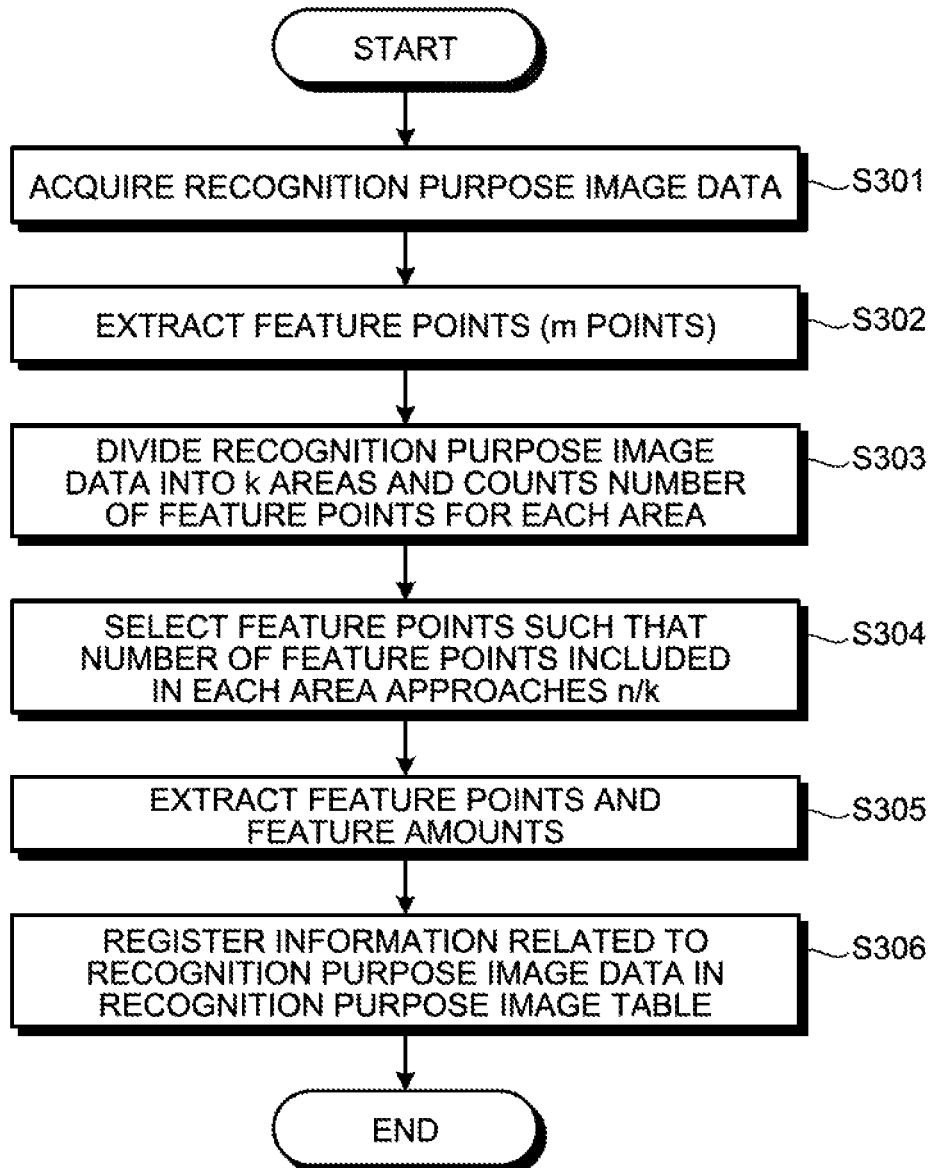 START
ACQUIRE RECOGNITION PURPOSE IMAGE DATA
S301
EXTRACT FEATURE POINTS (m POINTS)
S302
DIVIDE RECOGNITION PURPOSE IMAGE
DATA INTO k AREAS AND COUNTS NUMBER
OF FEATURE POINTS FOR EACH AREA
S303
SELECT FEATURE POINTS SUCH THAT
NUMBER OF FEATURE POINTS INCLUDED
IN EACH AREA APPROACHES n/k
S304
EXTRACT FEATURE POINTS AND
FEATURE AMOUNTS
S305
REGISTER INFORMATION RELATED TO
RECOGNITION PURPOSE IMAGE DATA IN
RECOGNITION PURPOSE IMAGE TABLE
S306
END